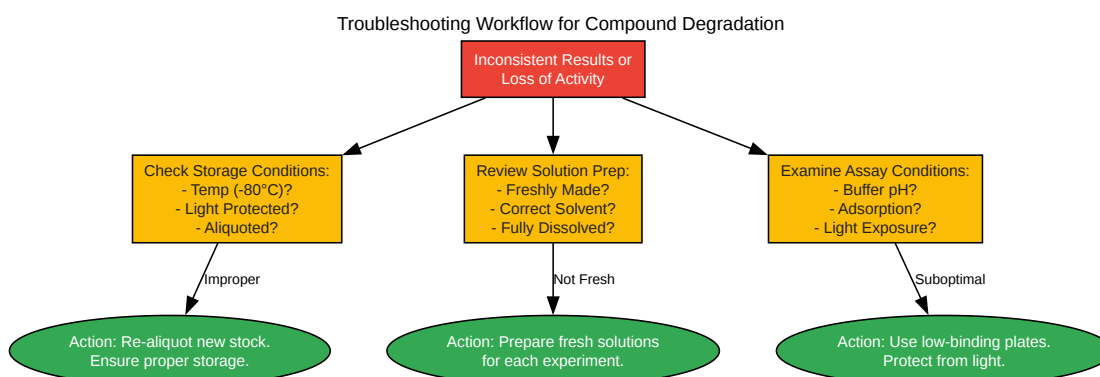 Troubleshooting Workflow for Compound Degradation
Inconsistent Results or
Loss of Activity
Check Storage Conditions:
- Temp (-80°C)?
- Light Protected?
- Aliquoted?
Review Solution Prep:
- Freshly Made?
- Correct Solvent?
- Fully Dissolved?
Examine Assay Conditions:
- Buffer pH?
- Adsorption?
- Light Exposure?
Improper
Not Fresh
Suboptimal
Action: Re-aliquot new stock.
Ensure proper storage.
Action: Prepare fresh solutions
for each experiment.
Action: Use low-binding plates.
Protect from light.